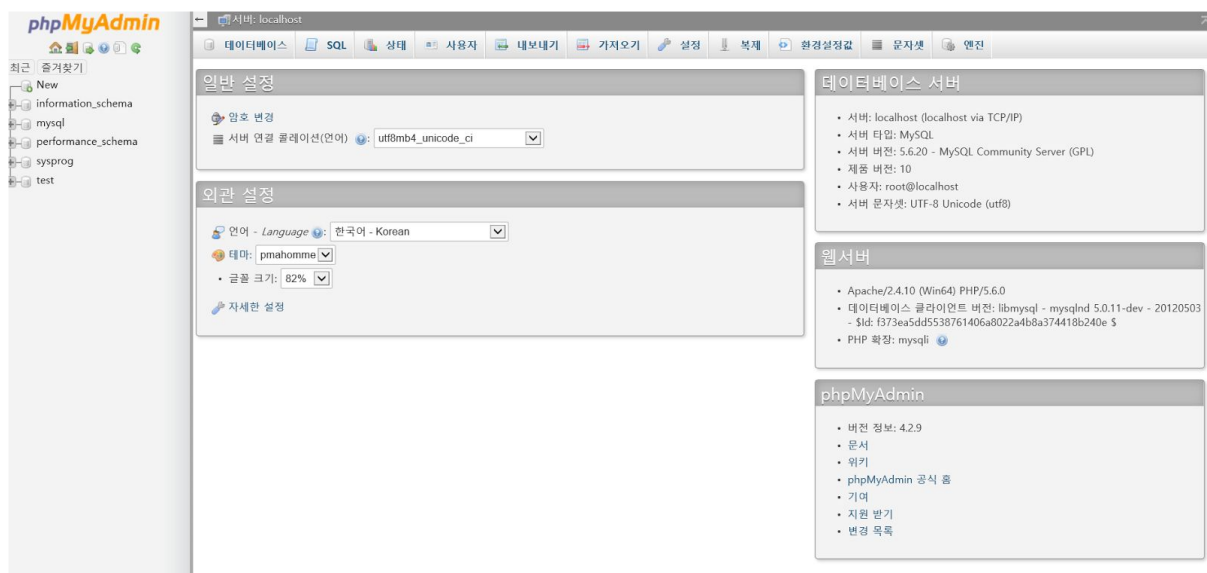 phpMyAdmin
최근 즐겨찾기
New
information_schema
mysql
performance_schema
sysprog
test
서버: localhost
데이터베이스 SQL 상태 사용자 내보내기 가져오기 설정 복제 환경설정값 문자셋 엔진
일반 설정
암호 변경
서버 연결 콜레이션(언어) : utf8mb4_unicode_ci
외관 설정
언어 - Language : 한국어 - Korean
테마: pmahomme
글꼴 크기: 82%
자세한 설정
데이터베이스 서버
서버: localhost (localhost via TCP/IP)
서버 타입: MySQL
서버 버전: 5.6.20 - MySQL Community Server (GPL)
제품 버전: 10
사용자: root@localhost
서버 문자셋: UTF-8 Unicode (utf8)
웹서버
Apache/2.4.10 (Win64) PHP/5.6.0
데이터베이스 클라이언트 버전: libmysql - mysqlnd 5.0.11-dev - 20120503
- $Id: f373ea5dd5538761406a8022a4b8a374418b240e $
PHP 확장: mysqli
phpMyAdmin
버전 정보: 4.2.9
문서
위키
phpMyAdmin 공식 홈
기여
지원 받기
변경 목록